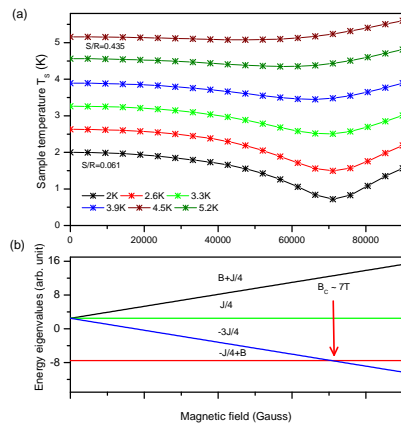 (a)
S/R=0.435
5
4
3
2
1
0
Sample temperature T_S (K)
S/R=0.061
2K 2.6K 3.3K
3.9K 4.5K 5.2K
0 20000 40000 60000 80000
(b)
16
8
0
-8
Energy eigenvalues (arb. unit)
B+J/4
J/4
-3J/4
-J/4+B
B_C ~ 7T
Magnetic field (Gauss)